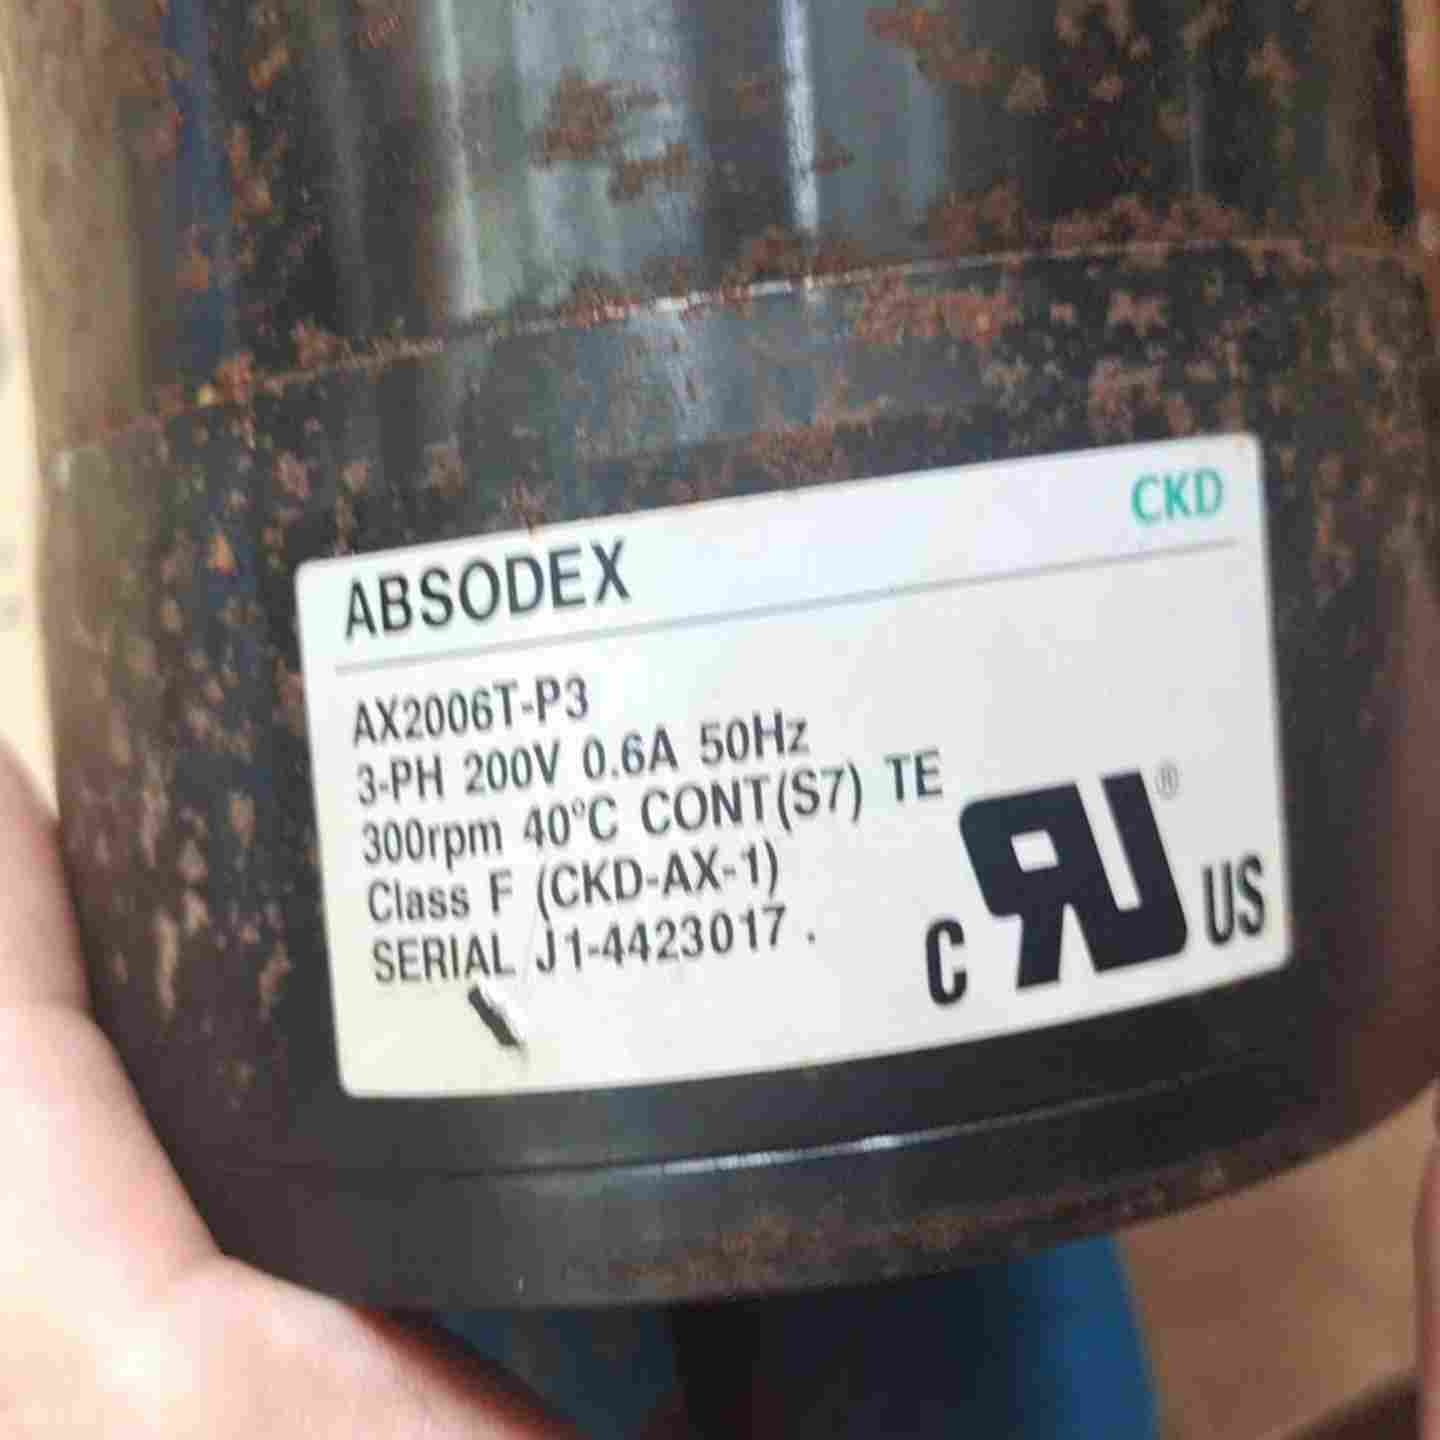 ABSODEX
CKD
AX2006T-P3
3-PH 200V 0.6A 50Hz
300rpm 40°C CONT(S7) TE
Class F (CKD-AX-1)
SERIAL J1-4423017 .
C RU® US